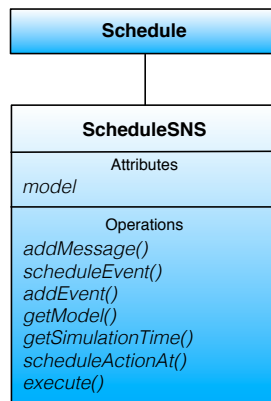 Schedule
ScheduleSNS
Attributes
model
Operations
addMessage()
scheduleEvent()
addEvent()
getModel()
getSimulationTime()
scheduleActionAt()
execute()